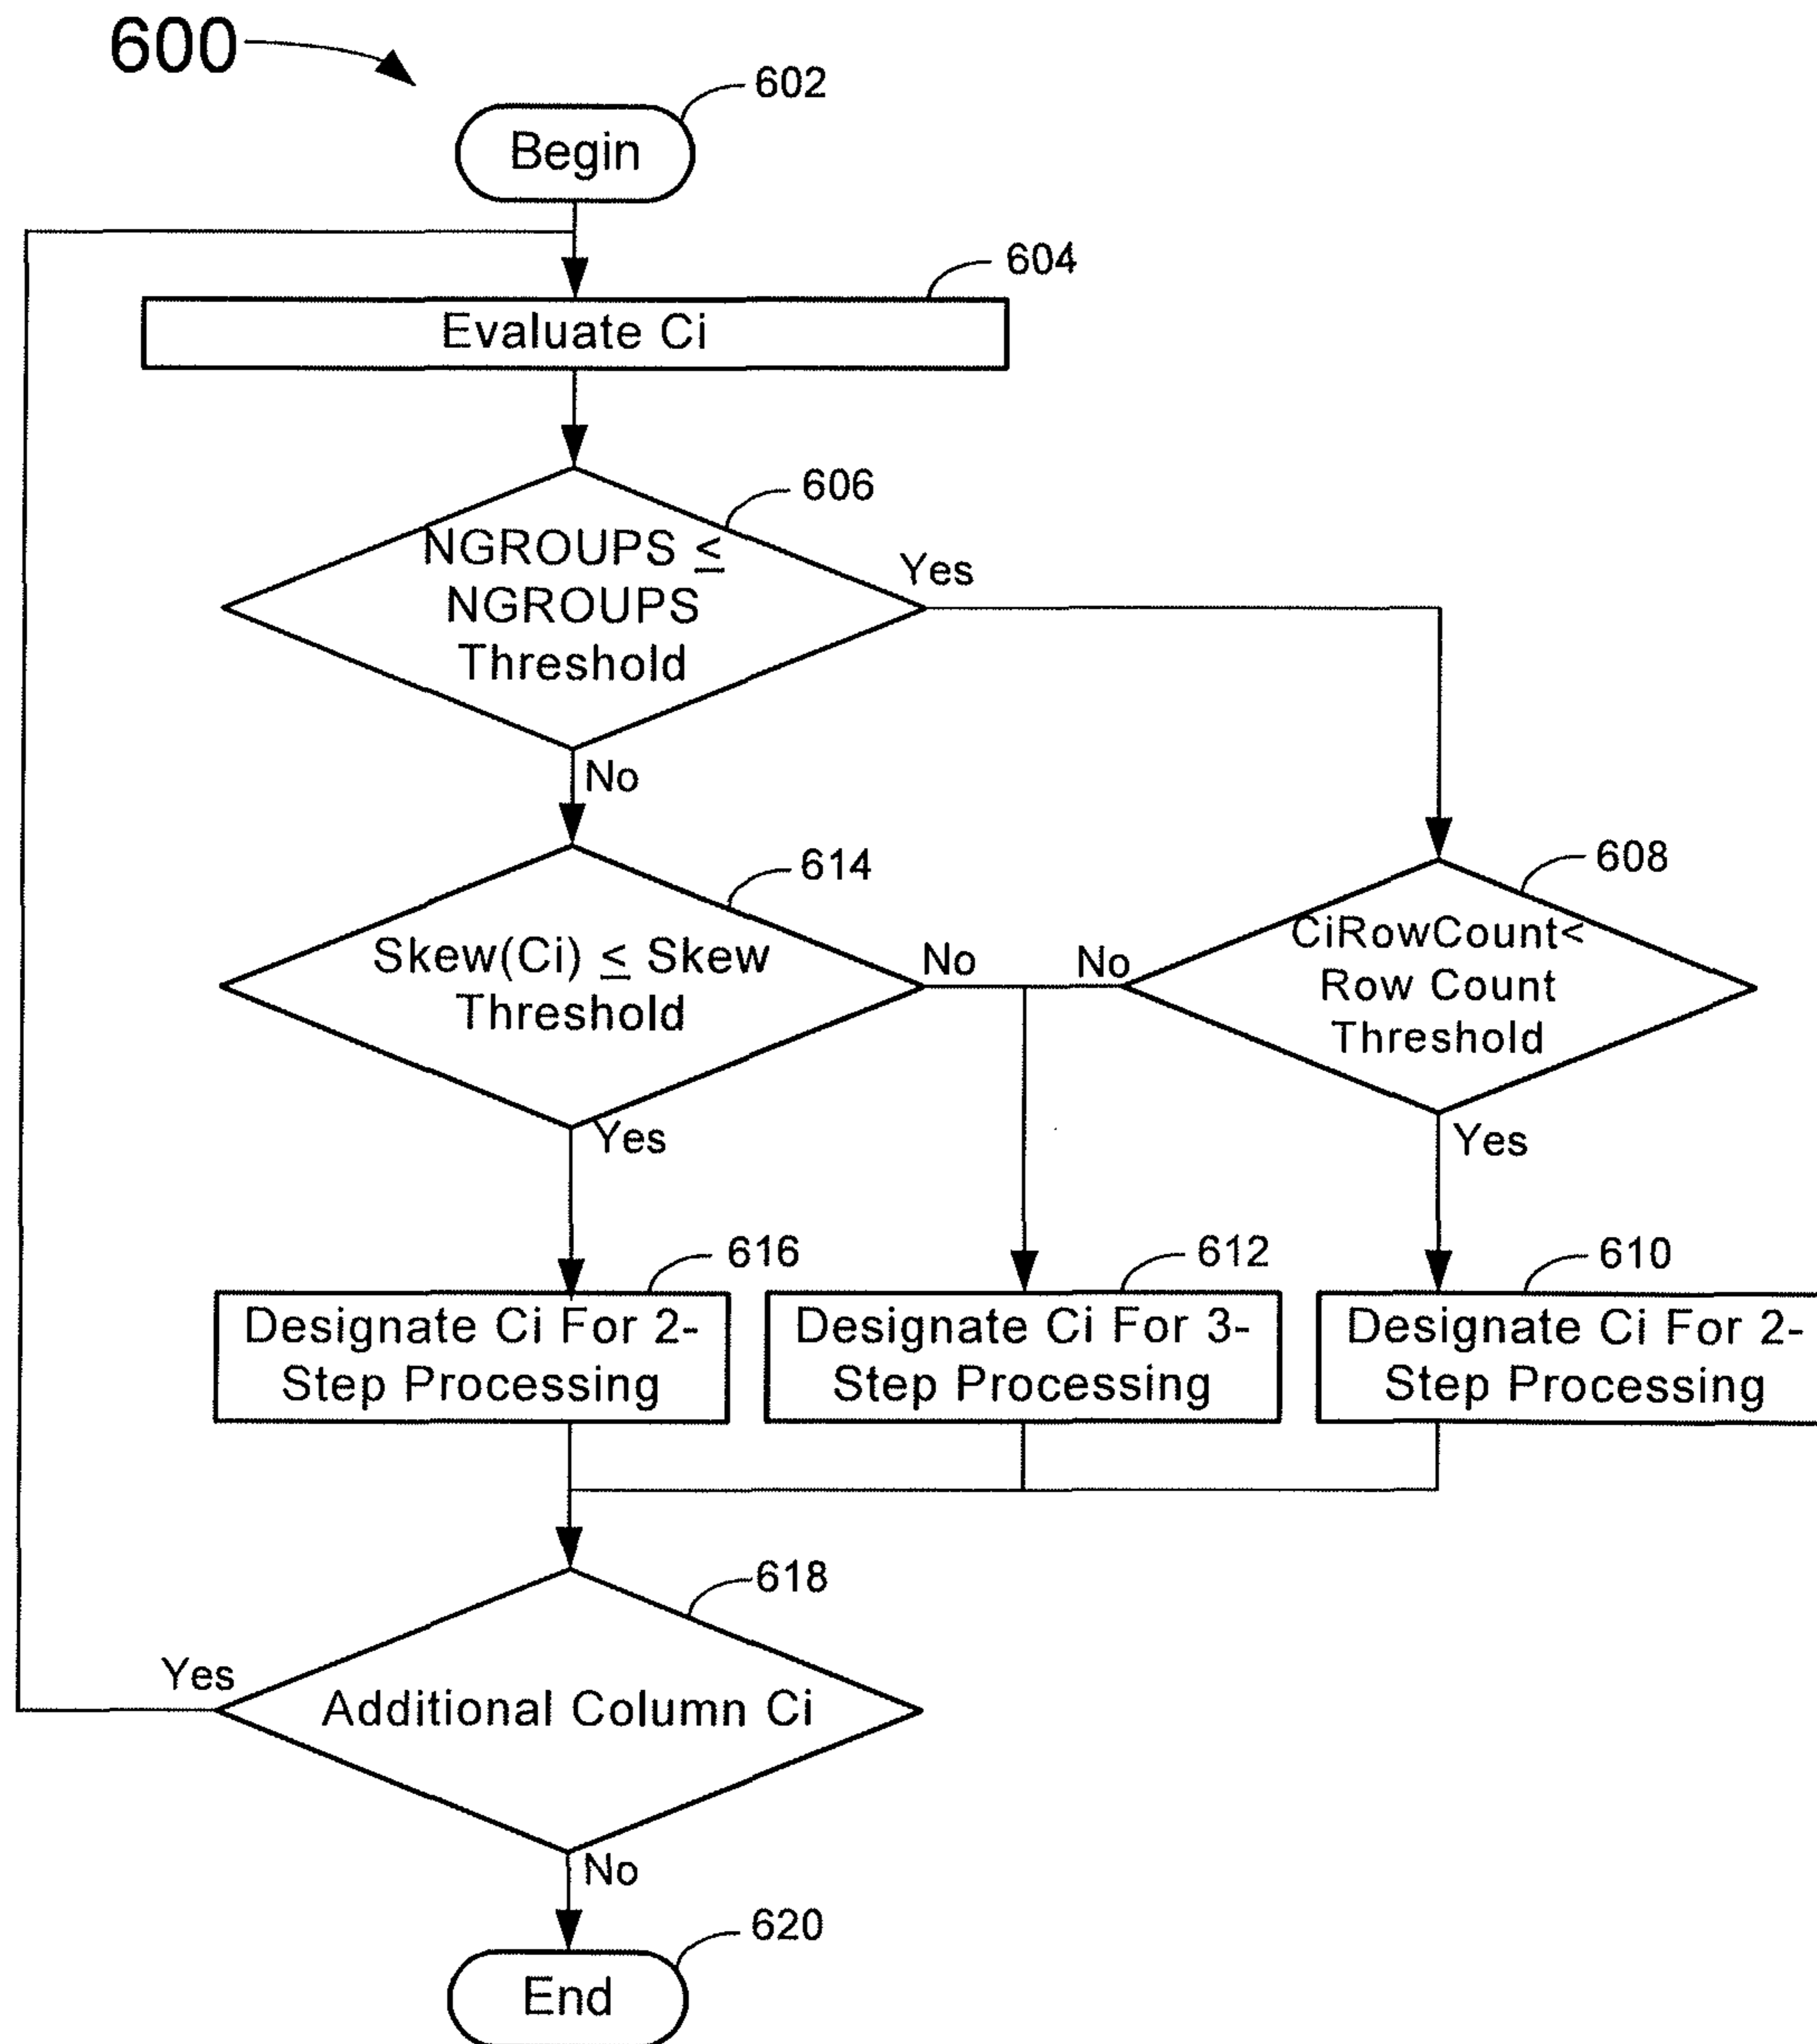 600
602
Begin
604
Evaluate Ci
606
NGROUPS ≤
NGROUPS
Threshold
Yes
No
614
Skew(Ci) ≤ Skew
Threshold
No
No
608
CiRowCount<
Row Count
Threshold
Yes
Yes
616
Designate Ci For 2-
Step Processing
612
Designate Ci For 3-
Step Processing
610
Designate Ci For 2-
Step Processing
618
Yes
Additional Column Ci
No
620
End